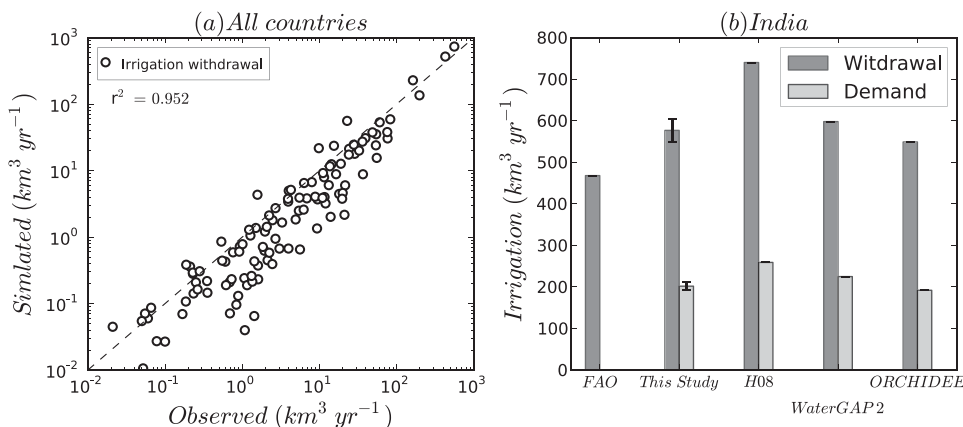 (a)All countries
10^3
10^2
10^1
10^0
10^-1
10^-2
Simlated (km^3 yr^-1)
Irrigation withdrawal
r^2 = 0.952
10^-2 10^-1 10^0 10^1 10^2 10^3
Observed (km^3 yr^-1)
(b)India
800
700
600
500
400
300
200
100
0
Irrigation (km^3 yr^-1)
Witdrawal
Demand
FAO This Study H08 ORCHIDEE
WaterGAP 2